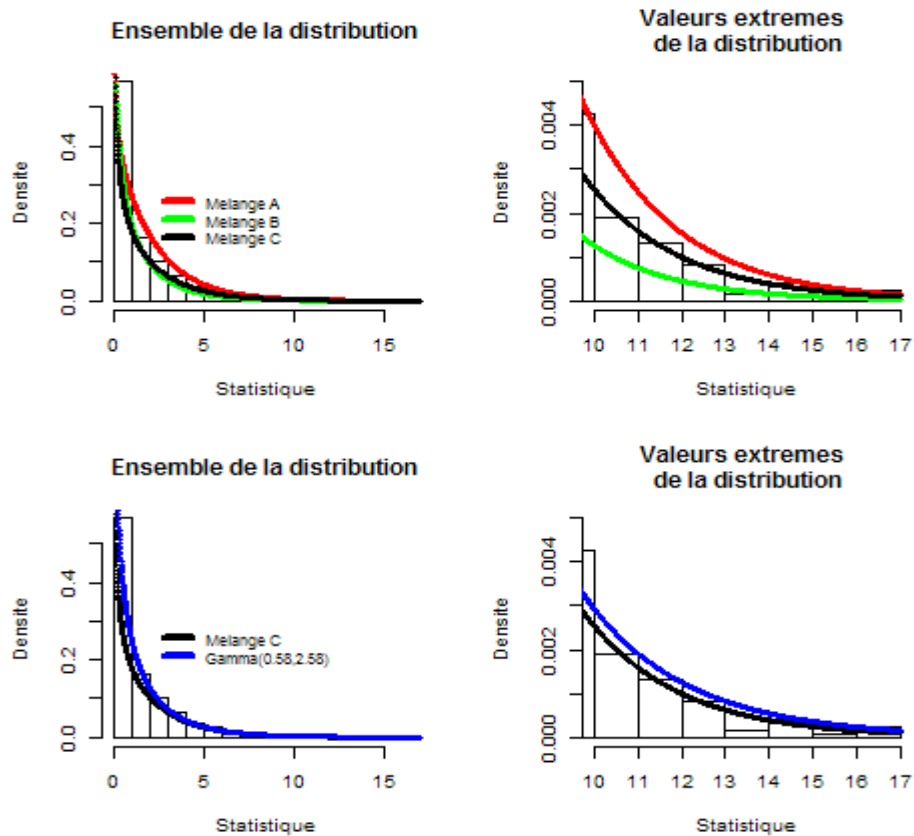 Ensemble de la distribution
Valeurs extremes
de la distribution
Densite
0.0
0.2
0.4
Melange A
Melange B
Melange C
0
5
10
15
Statistique
Densite
0.000
0.002
0.004
10
11
12
13
14
15
16
17
Statistique
Ensemble de la distribution
Valeurs extremes
de la distribution
Densite
0.0
0.2
0.4
Melange C
Gamma(0.58,2.58)
0
5
10
15
Statistique
Densite
0.000
0.002
0.004
10
11
12
13
14
15
16
17
Statistique